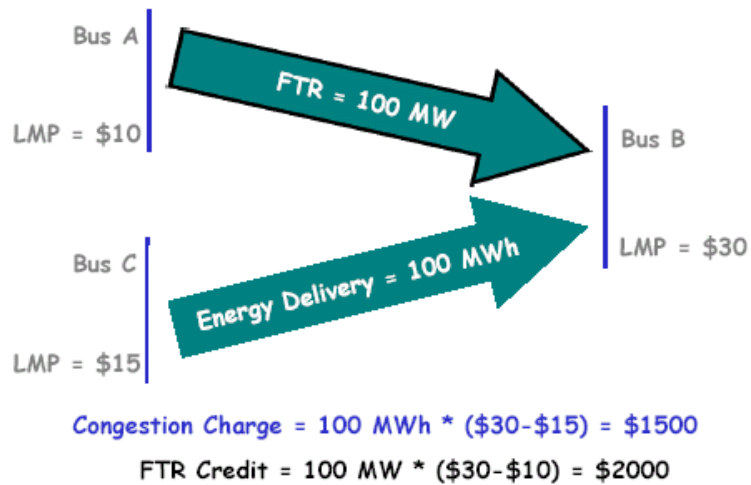 Bus A
FTR = 100 MW
LMP = $10
Bus B
Bus C
Energy Delivery = 100 MWh
LMP = $30
LMP = $15
Congestion Charge = 100 MWh * ($30-$15) = $1500
FTR Credit = 100 MW * ($30-$10) = $2000